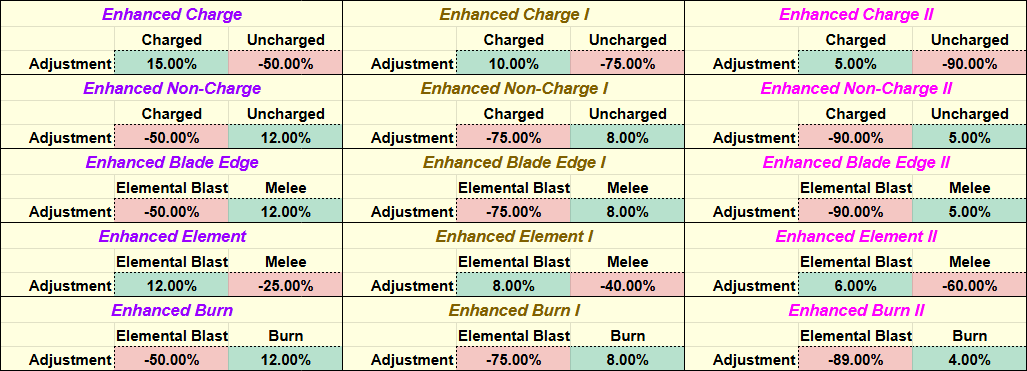 Enhanced Charge Enhanced Charge I Enhanced Charge II
Charged Uncharged Charged Uncharged Charged Uncharged
Adjustment 15.00% -50.00% Adjustment 10.00% -75.00% Adjustment 5.00% -90.00%
Enhanced Non-Charge Enhanced Non-Charge I Enhanced Non-Charge II
Charged Uncharged Charged Uncharged Charged Uncharged
Adjustment -50.00% 12.00% Adjustment -75.00% 8.00% Adjustment -90.00% 5.00%
Enhanced Blade Edge Enhanced Blade Edge I Enhanced Blade Edge II
Elemental Blast Melee Elemental Blast Melee Elemental Blast Melee
Adjustment -50.00% 12.00% Adjustment -75.00% 8.00% Adjustment -90.00% 5.00%
Enhanced Element Enhanced Element I Enhanced Element II
Elemental Blast Melee Elemental Blast Melee Elemental Blast Melee
Adjustment 12.00% -25.00% Adjustment 8.00% -40.00% Adjustment 6.00% -60.00%
Enhanced Burn Enhanced Burn I Enhanced Burn II
Elemental Blast Burn Elemental Blast Burn Elemental Blast Burn
Adjustment -50.00% 12.00% Adjustment -75.00% 8.00% Adjustment -89.00% 4.00%